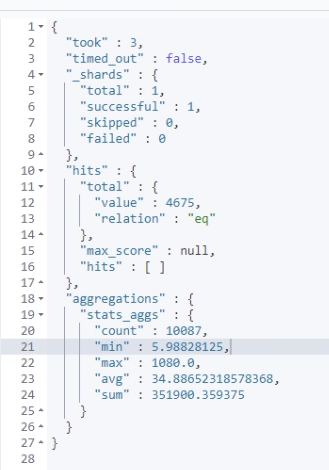 1 {
2 "took" : 3,
3 "timed_out" : false,
4 "_shards" : {
5 "total" : 1,
6 "successful" : 1,
7 "skipped" : 0,
8 "failed" : 0
9 },
10 "hits" : {
11 "total" : {
12 "value" : 4675,
13 "relation" : "eq"
14 },
15 "max_score" : null,
16 "hits" : [ ]
17 },
18 "aggregations" : {
19 "stats_aggs" : {
20 "count" : 10087,
21 "min" : 5.98828125,
22 "max" : 1080.0,
23 "avg" : 34.88652318578368,
24 "sum" : 351900.359375
25 }
26 }
27 }
28